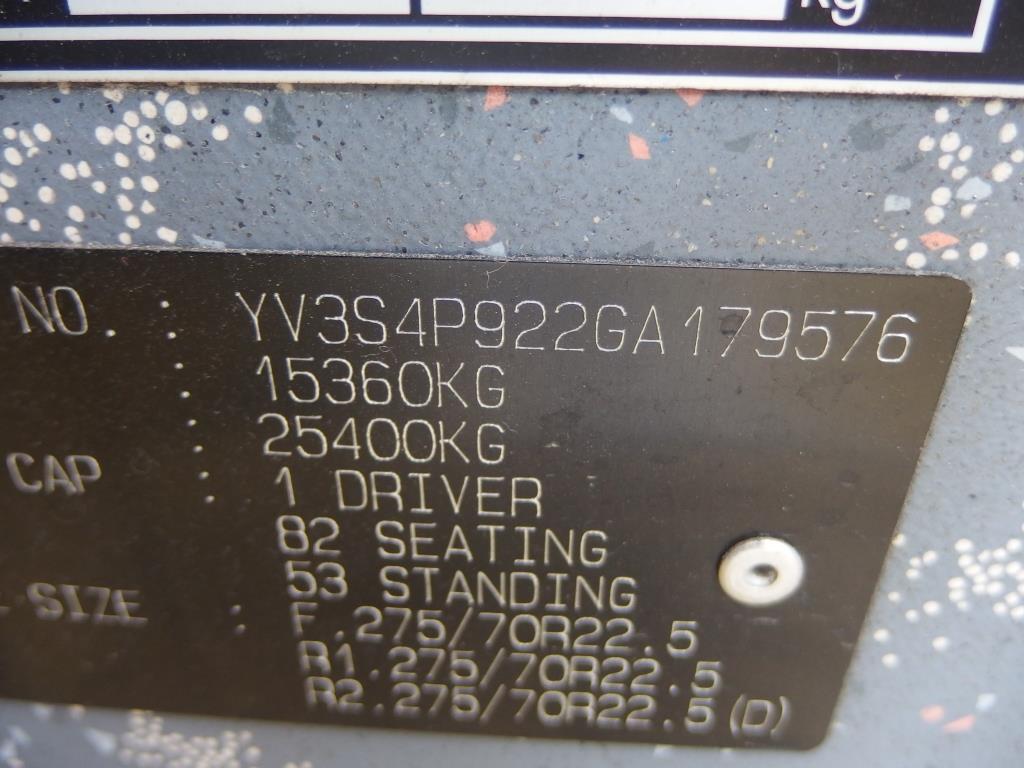 kg
NO. : YV3S4P922GA179576
: 15360KG
: 25400KG
CAP : 1 DRIVER
82 SEATING
53 STANDING
SIZE : F.275/70R22.5
R1.275/70R22.5
R2.275/70R22.5(D)